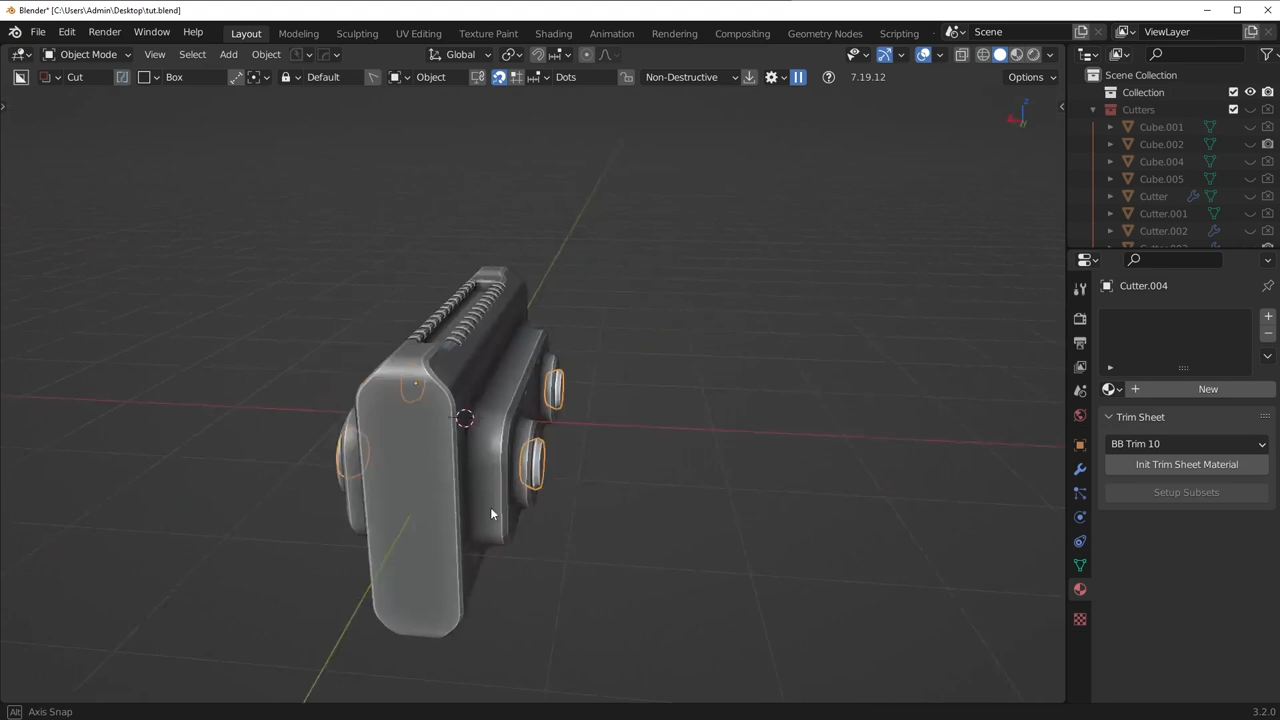 Blender* [C:\Users\Admin\Desktop\tut.blend]
File Edit Render Window Help Layout Modeling Sculpting UV Editing Texture Paint Shading Animation Rendering Compositing Geometry Nodes Scripting Scene ViewLayer
Object Mode View Select Add Object Global
Cut Box Default Object Dots Non-Destructive 7.19.12 Options
Scene Collection
Collection
Cutters
Cube.001
Cube.002
Cube.004
Cube.005
Cutter
Cutter.001
Cutter.002
Z
Cutter.004
New
Trim Sheet
BB Trim 10
Init Trim Sheet Material
Setup Subsets
Alt Axis Snap 3.2.0